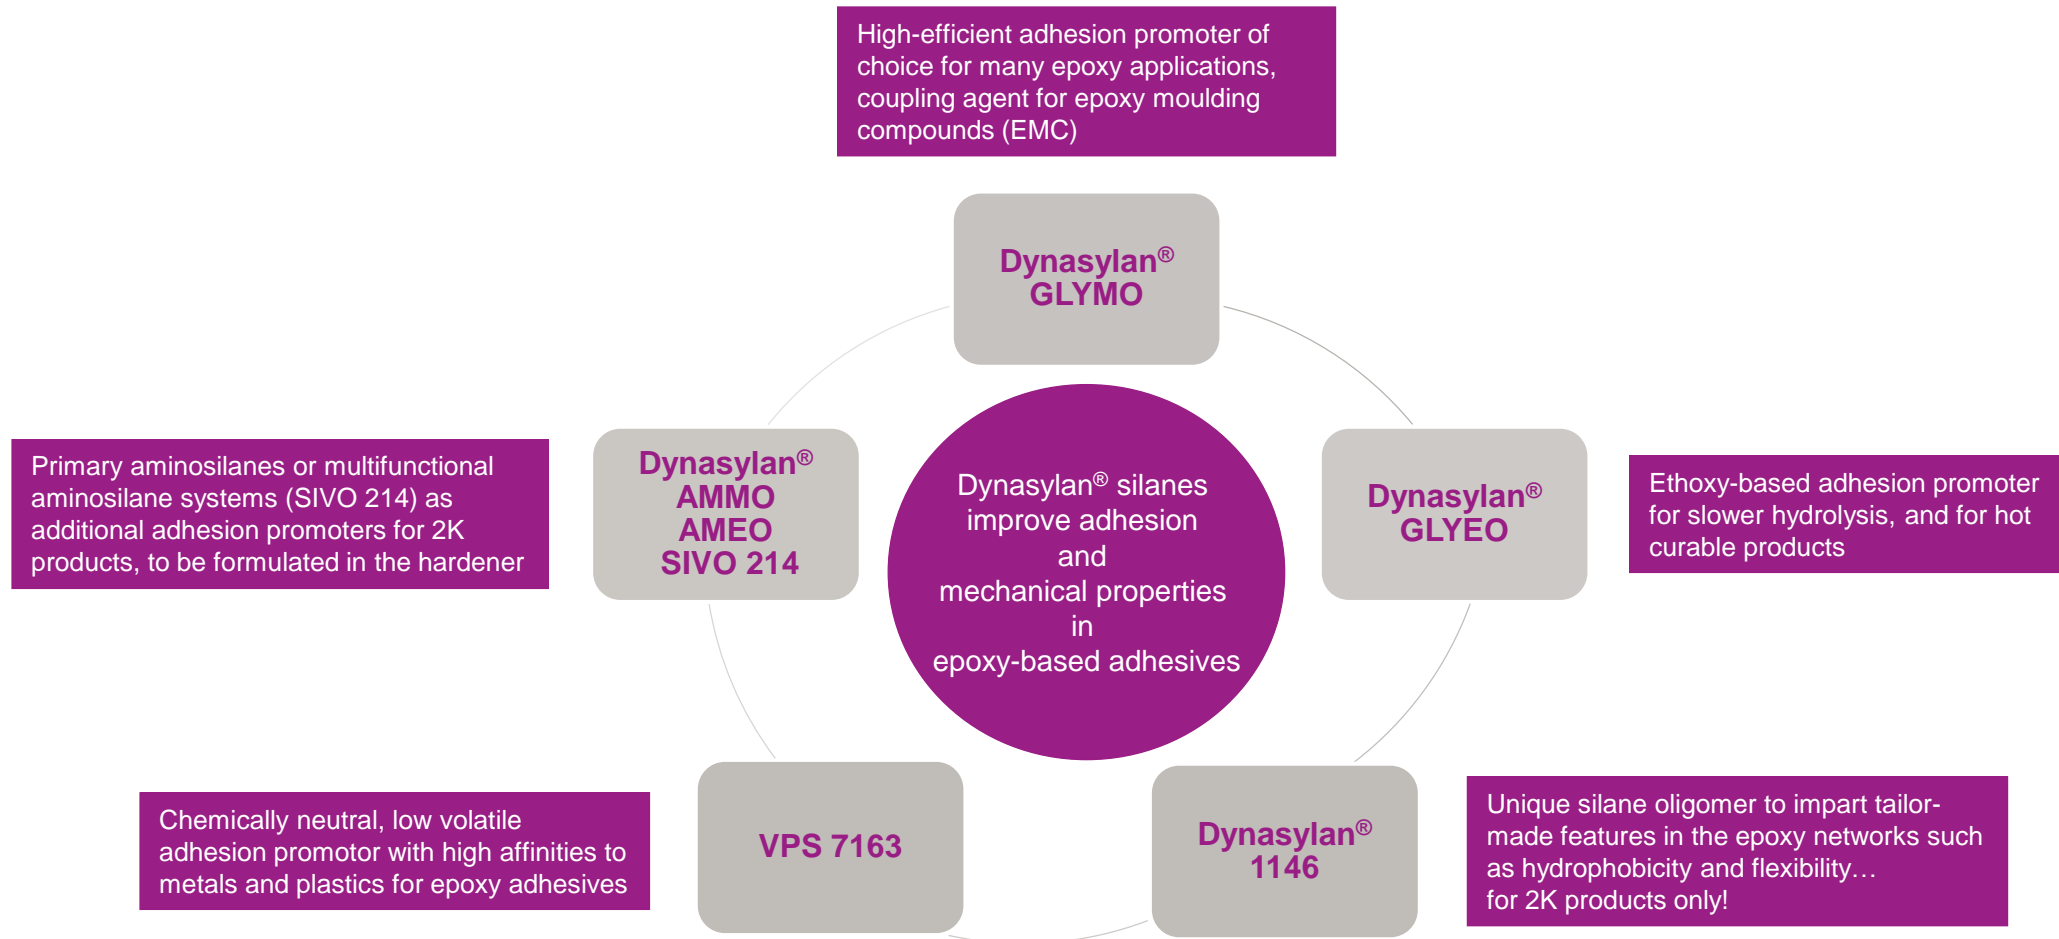 High-efficient adhesion promoter of
choice for many epoxy applications,
coupling agent for epoxy moulding
compounds (EMC)
Dynasylan®
GLYMO
Primary aminosilanes or multifunctional
aminosilane systems (SIVO 214) as
additional adhesion promoters for 2K
products, to be formulated in the hardener
Dynasylan®
AMMO
AMEO
SIVO 214
Dynasylan® silanes
improve adhesion
and
mechanical properties
in
epoxy-based adhesives
Dynasylan®
GLYEO
Ethoxy-based adhesion promoter
for slower hydrolysis, and for hot
curable products
Chemically neutral, low volatile
adhesion promotor with high affinities to
metals and plastics for epoxy adhesives
VPS 7163
Dynasylan®
1146
Unique silane oligomer to impart tailor-
made features in the epoxy networks such
as hydrophobicity and flexibility…
for 2K products only!